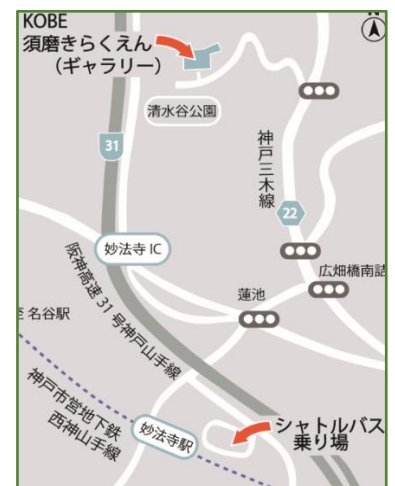 KOBE
須磨きらくえん
（ギャラリー）
N
清水谷公園
31
神戸三木線
22
妙法寺 IC
広畑橋南詰
阪神高速 31 号神戸山手線
蓮池
至 名谷駅
神戸市営地下鉄
西神山手線
妙法寺駅
シャトルバス
乗り場